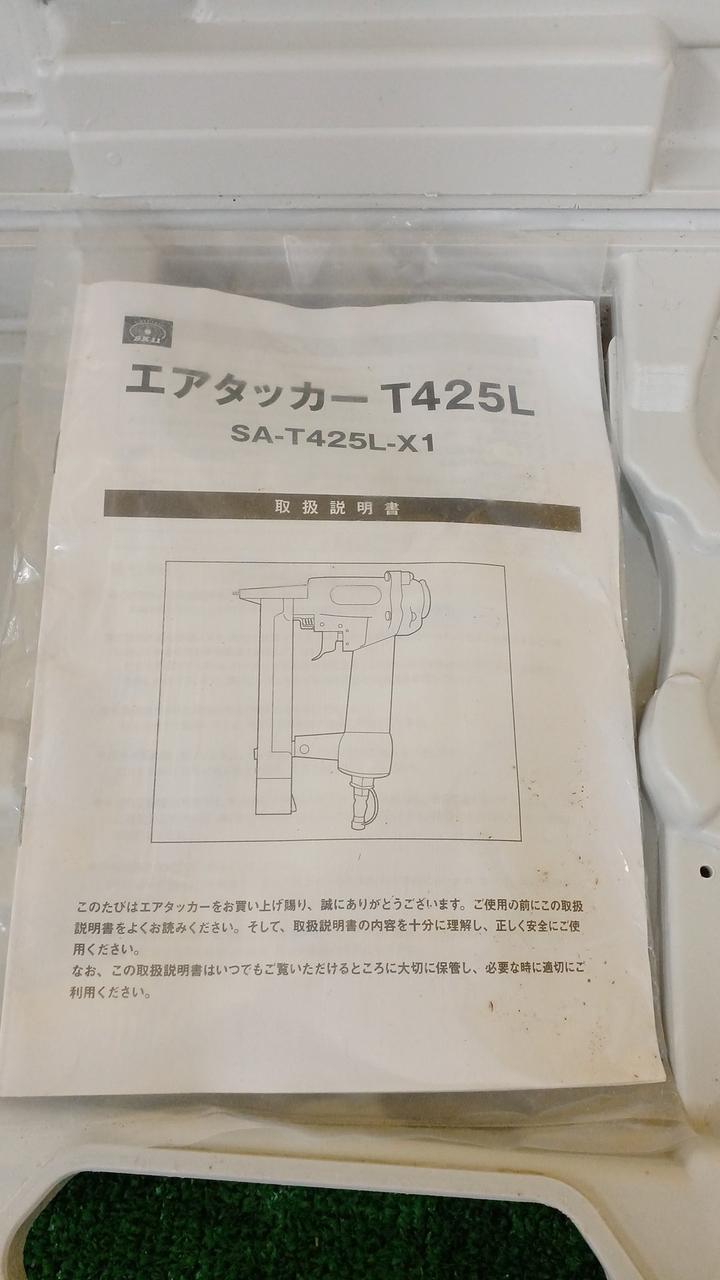 SK11
エアタッカー T425L
SA-T425L-X1
取扱説明書
このたびはエアタッカーをお買い上げ賜り、誠にありがとうございます。ご使用の前にこの取扱
説明書をよくお読みください。そして、取扱説明書の内容を十分に理解し、正しく安全にご使
用ください。
なお、この取扱説明書はいつでもご覧いただけるところに大切に保管し、必要な時に適切にご
利用ください。